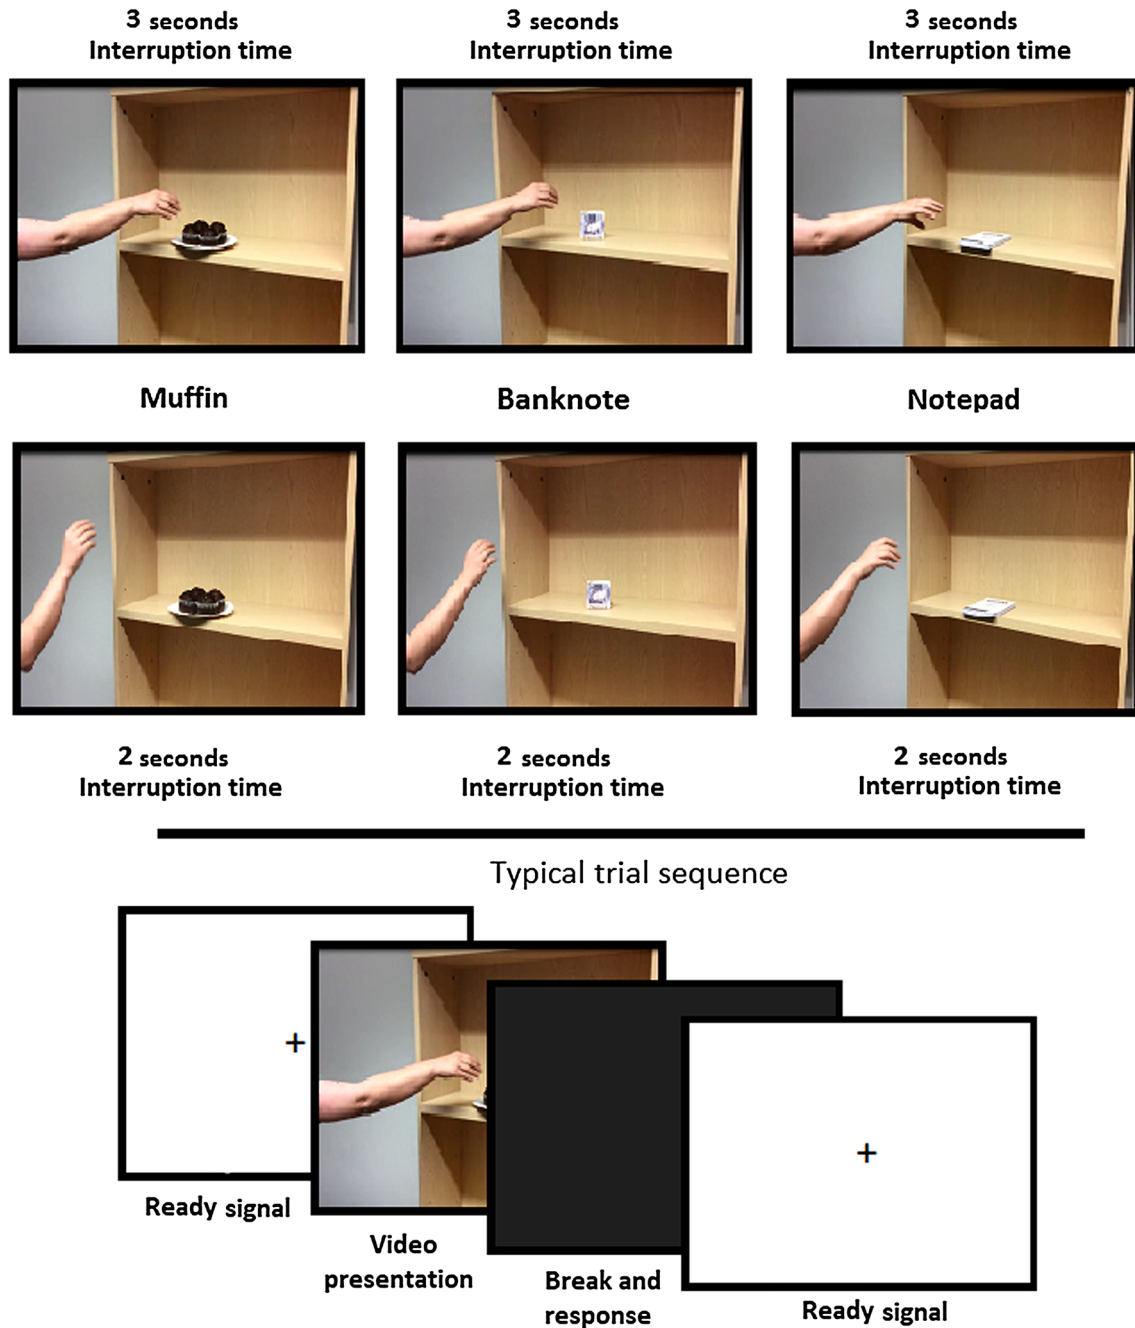 3 seconds
Interruption time
3 seconds
Interruption time
3 seconds
Interruption time
Muffin
Banknote
Notepad
2 seconds
Interruption time
2 seconds
Interruption time
2 seconds
Interruption time
Typical trial sequence
+
+
Ready signal
Video
presentation
Break and
response
Ready signal